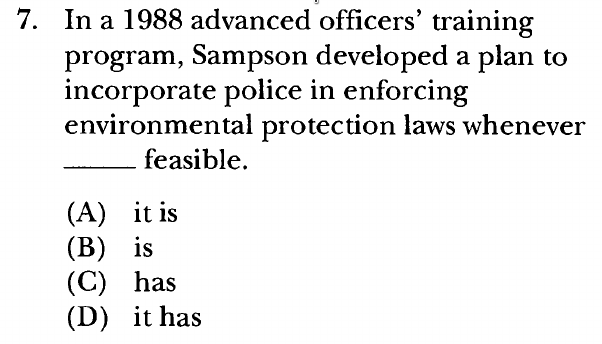 7. In a 1988 advanced officers’ training
program, Sampson developed a plan to
incorporate police in enforcing
environmental protection laws whenever
_____ feasible.
(A) it is
(B) is
(C) has
(D) it has